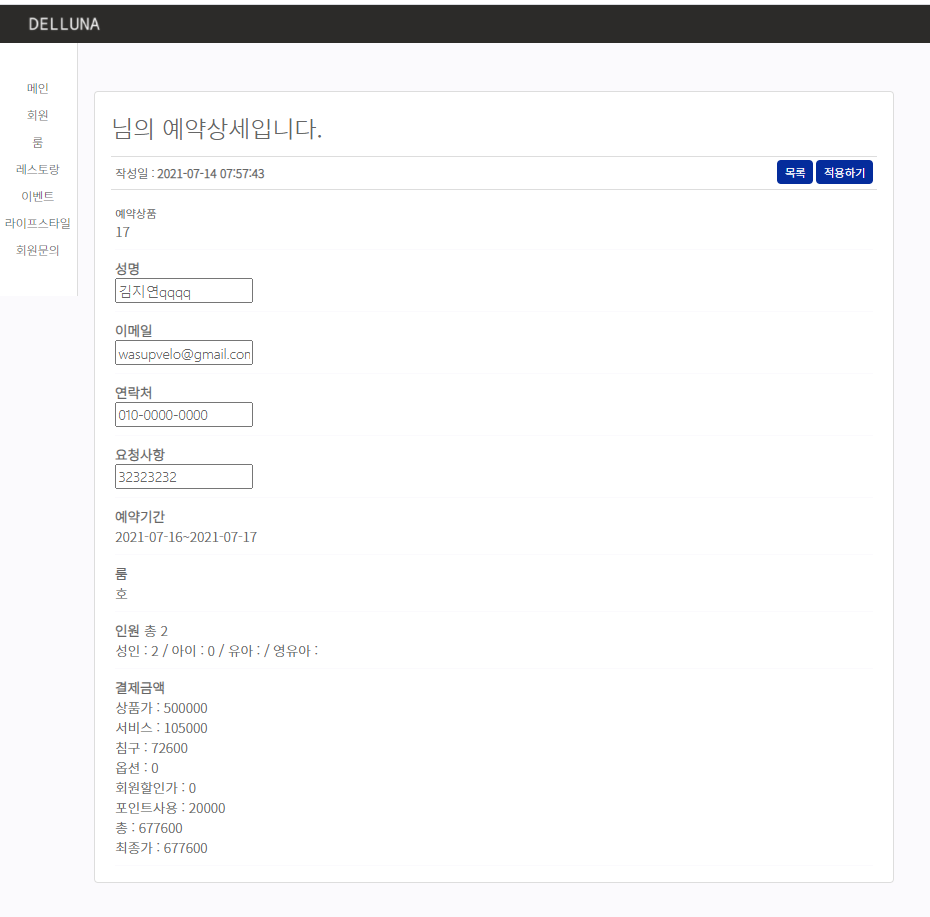 DELLUNA
메인
회원
룸
레스토랑
이벤트
라이프스타일
회원문의
님의 예약상세입니다.
작성일 : 2021-07-14 07:57:43
목록 적용하기
예약상품
17
성명
김지연qqqq
이메일
wasupvelo@gmail.con
연락처
010-0000-0000
요청사항
32323232
예약기간
2021-07-16~2021-07-17
룸
호
인원 총 2
성인 : 2 / 아이 : 0 / 유아 : / 영유아 :
결제금액
상품가 : 500000
서비스 : 105000
침구 : 72600
옵션 : 0
회원할인가 : 0
포인트사용 : 20000
총 : 677600
최종가 : 677600